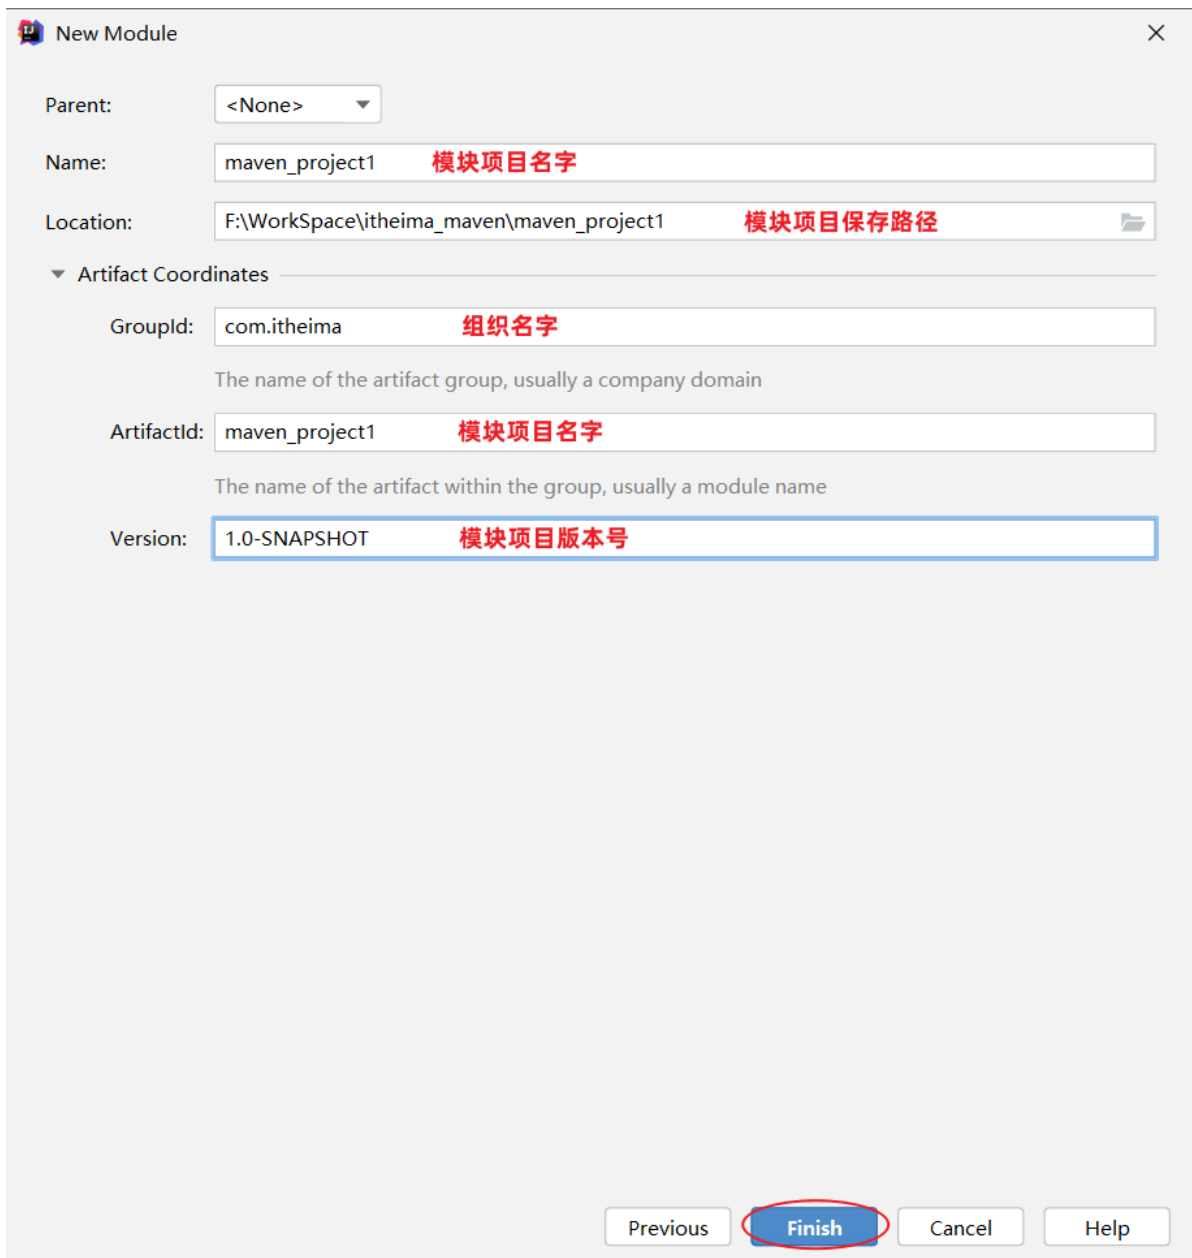 New Module
Parent: <None>
Name: maven_project1 模块项目名字
Location: F:\WorkSpace\itheima_maven\maven_project1 模块项目保存路径
Artifact Coordinates
GroupId: com.itheima 组织名字
The name of the artifact group, usually a company domain
ArtifactId: maven_project1 模块项目名字
The name of the artifact within the group, usually a module name
Version: 1.0-SNAPSHOT 模块项目版本号
Previous Finish Cancel Help